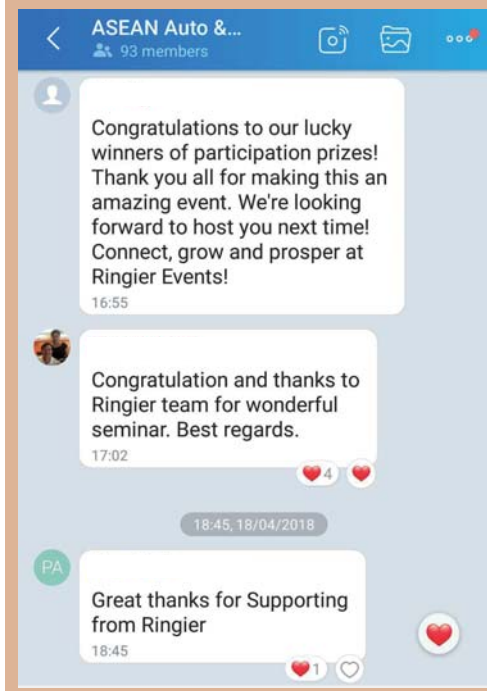 ASEAN Auto &...
93 members
Congratulations to our lucky
winners of participation prizes!
Thank you all for making this an
amazing event. We're looking
forward to host you next time!
Connect, grow and prosper at
Ringier Events!
16:55
Congratulation and thanks to
Ringier team for wonderful
seminar. Best regards.
17:02
4
18:45, 18/04/2018
PA
Great thanks for Supporting
from Ringier
18:45
1